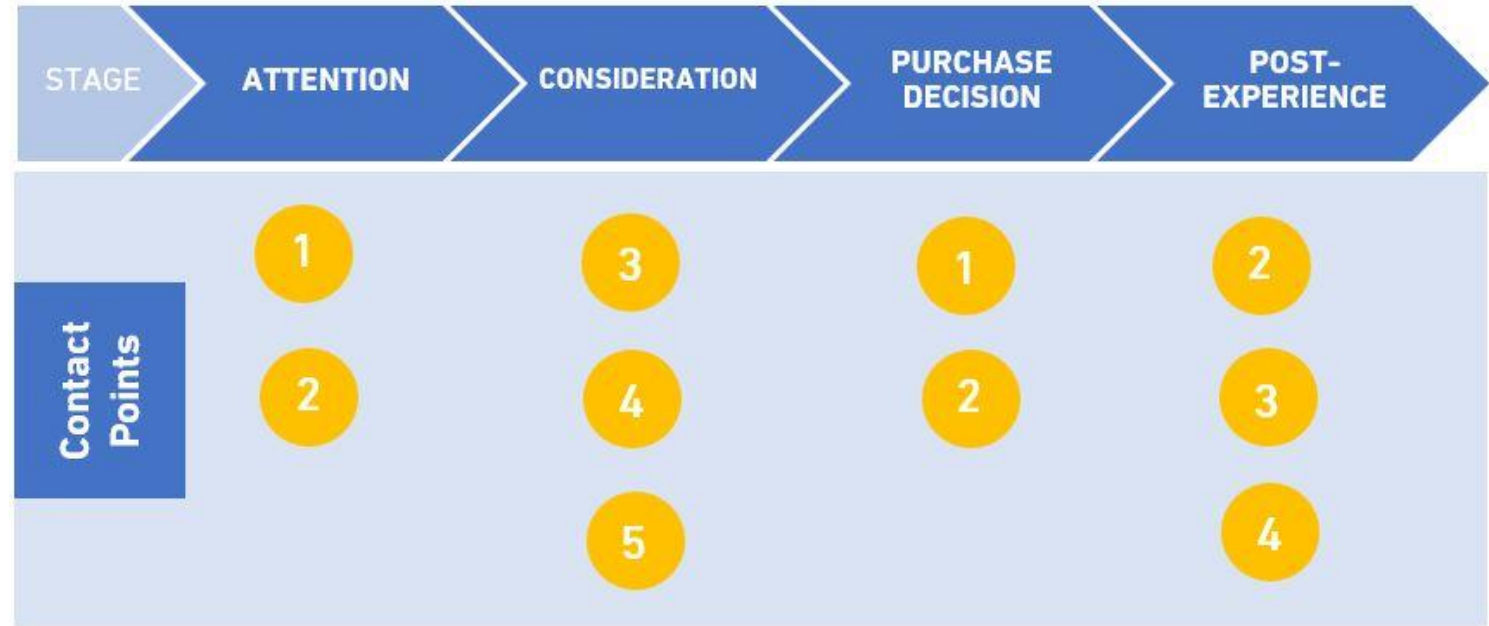 STAGE
ATTENTION
CONSIDERATION
PURCHASE
DECISION
POST-
EXPERIENCE
Contact
Points
1
3
1
2
2
4
2
3
5
4